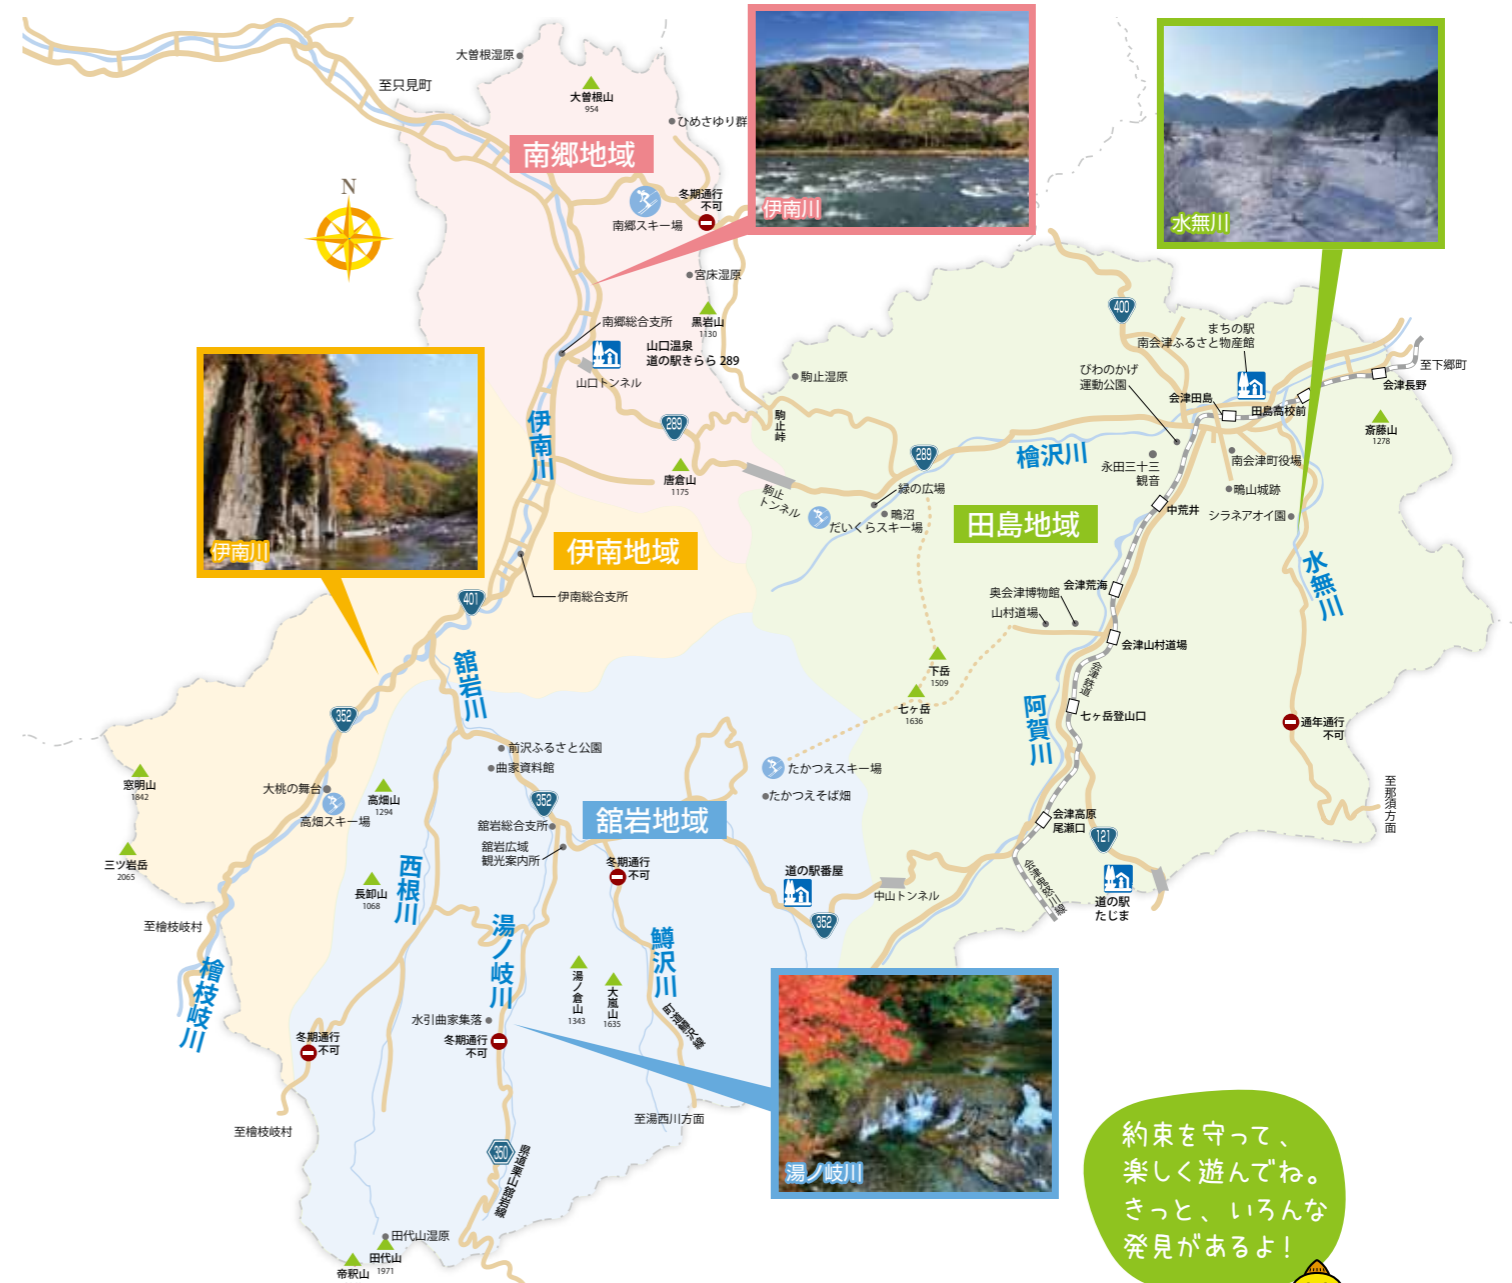 大曽根湿原
至只見町
大曽根山
954
ひめさゆり群
南郷地域
N
冬期通行
不可
南郷スキー場
伊南川
水無川
宮床湿原
南郷総合支所
黒岩山
1130
山口温泉
道の駅きらら 289
山口トンネル
400
まちの駅
南会津ふるさと物産館
至下郷町
びわのかげ
運動公園
会津田島
田島高校前
会津長野
斎藤山
1278
駒止湿原
駒止峠
289
伊南川
唐倉山
1175
駒止
トンネル
289
檜沢川
永田三十三
観音
南会津町役場
鴫山城跡
シラネアオイ園
中荒井
緑の広場
鴫沼
だいくらスキー場
田島地域
伊南川
伊南地域
伊南総合支所
401
水無川
会津荒海
奥会津博物館
山村道場
会津山村道場
会津鉄道
下岳
1509
七ヶ岳
1636
阿賀川
七ヶ岳登山口
通年通行
不可
至那須方面
舘岩川
352
前沢ふるさと公園
曲家資料館
たかつえスキー場
たかつえそば畑
窓明山
1842
大桃の舞台
高畑山
1294
高畑スキー場
352
舘岩地域
舘岩総合支所
舘岩広域
観光案内所
会津高原
尾瀬口
121
三ツ岩岳
2065
長卸山
1068
西根川
冬期通行
不可
道の駅番屋
中山トンネル
352
道の駅
たじま
至檜枝岐村
檜枝岐川
湯ノ岐川
鱒沢川
湯ノ倉山
1343
大嵐山
1635
水引曲家集落
冬期通行
不可
冬期通行
不可
至檜枝岐村
至湯西川方面
350
県道栗山舘岩線
湯ノ岐川
田代山湿原
田代山
1971
帝釈山
約束を守って、
楽しく遊んでね。
きっと、いろんな
発見があるよ！